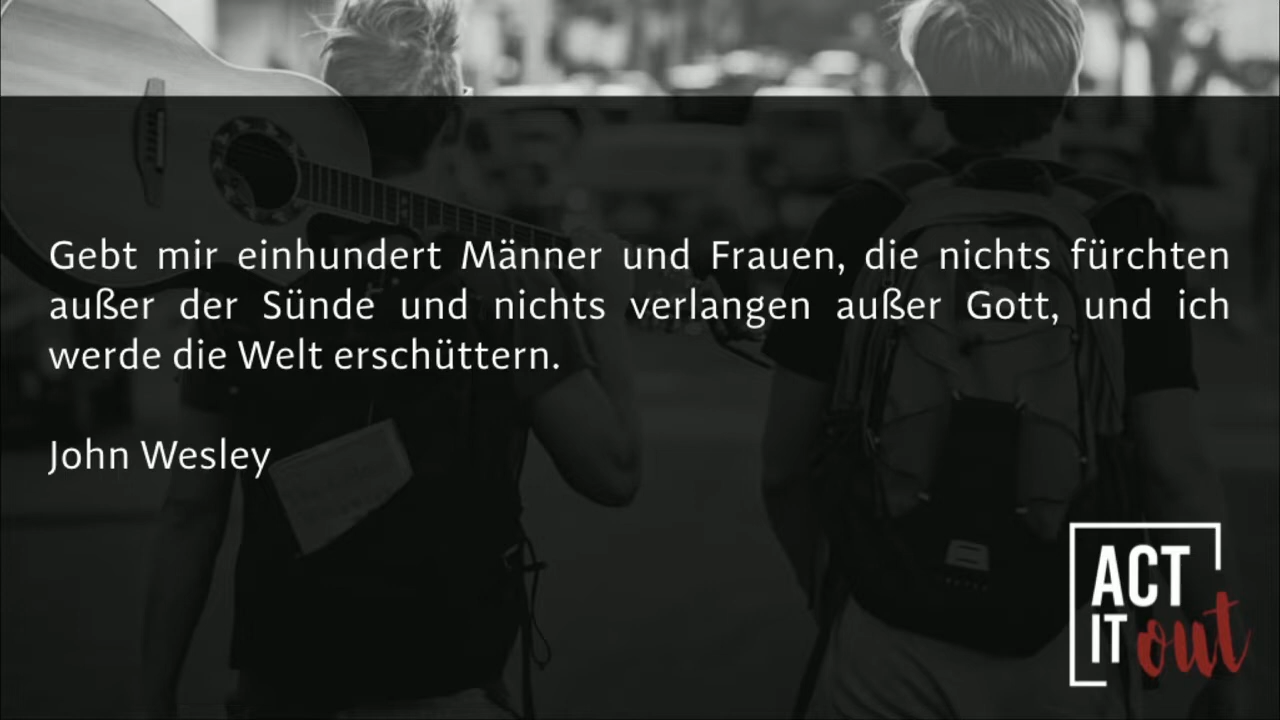 Gebt mir einhundert Männer und Frauen, die nichts fürchten
außer der Sünde und nichts verlangen außer Gott, und ich
werde die Welt erschüttern.
John Wesley
ACT
IT out